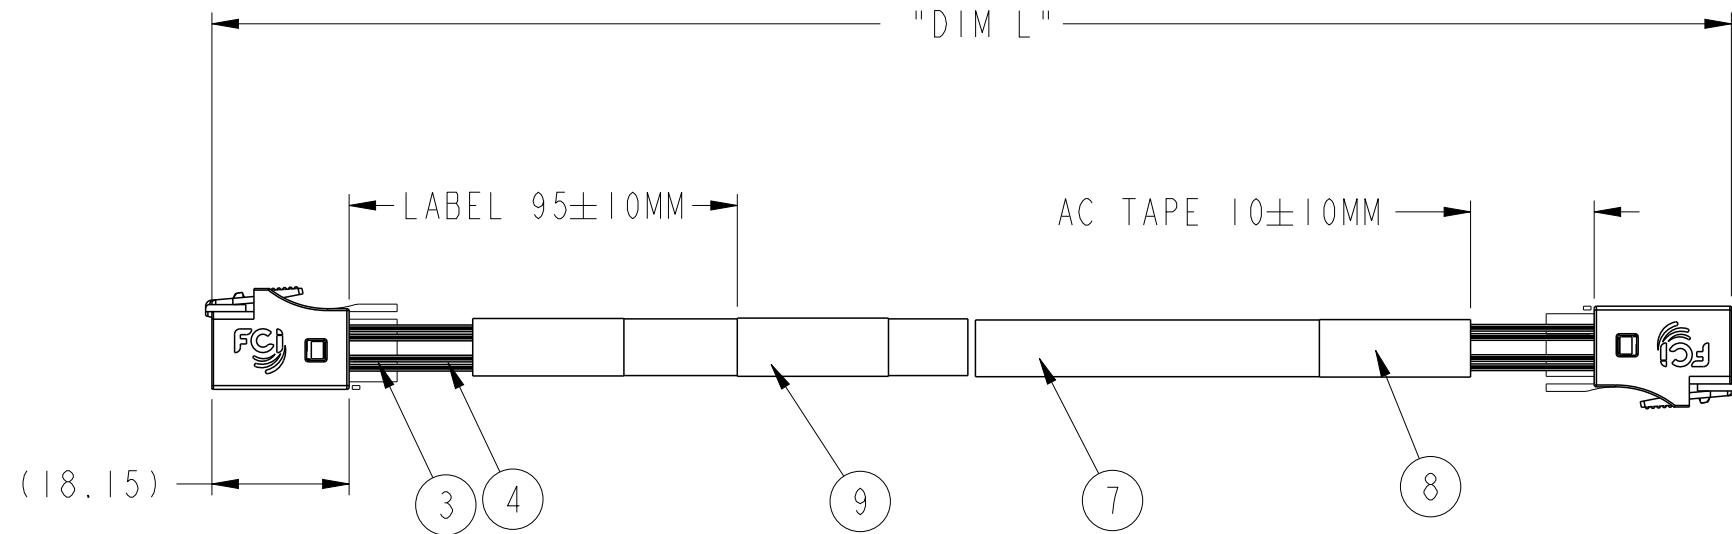 "DIM L"
LABEL 95±10MM
AC TAPE 10±10MM
FCi
FCi
(18.15)
3
4
9
7
8